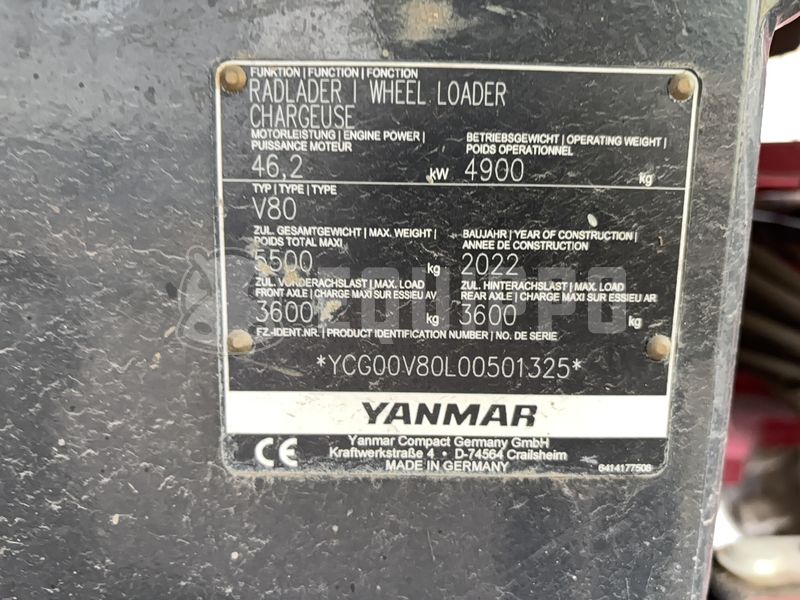 FUNKTION | FUNCTION | FONCTION
RADLADER | WHEEL LOADER
CHARGEUSE
MOTORLEISTUNG | ENGINE POWER | BETRIEBSGEWICHT | OPERATING WEIGHT |
PUISSANCE MOTEUR POIDS OPERATIONNEL
46,2 kW 4900 kg
TYP | TYPE | TYPE
V80
ZUL. GESAMTGEWICHT | MAX. WEIGHT | BAUJAHR | YEAR OF CONSTRUCTION |
POIDS TOTAL MAXI ANNEE DE CONSTRUCTION
5500 kg 2022
ZUL. VORDERACHSLAST | MAX. LOAD ZUL. HINTERACHSLAST | MAX. LOAD
FRONT AXLE | CHARGE MAXI SUR ESSIEU AV REAR AXLE | CHARGE MAXI SUR ESSIEU AR
3600 kg 3600 kg
FZ.-IDENT.NR. | PRODUCT IDENTIFICATION NUMBER | NO. DE SERIE
*YCG00V80L00501325*
YANMAR
CE Yanmar Compact Germany GmbH
Kraftwerkstraße 4 • D-74564 Crailsheim
MADE IN GERMANY 6414177506
EQUIPPO